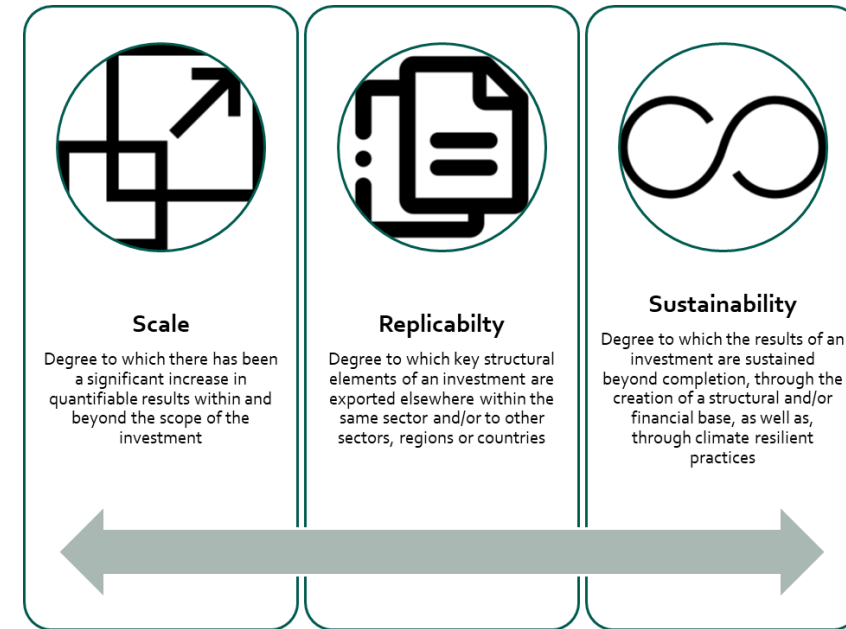 Scale
Degree to which there has been
a significant increase in
quantifiable results within and
beyond the scope of the
investment
Replicabilty
Degree to which key structural
elements of an investment are
exported elsewhere within the
same sector and/or to other
sectors, regions or countries
Sustainability
Degree to which the results of an
investment are sustained
beyond completion, through the
creation of a structural and/or
financial base, as well as,
through climate resilient
practices